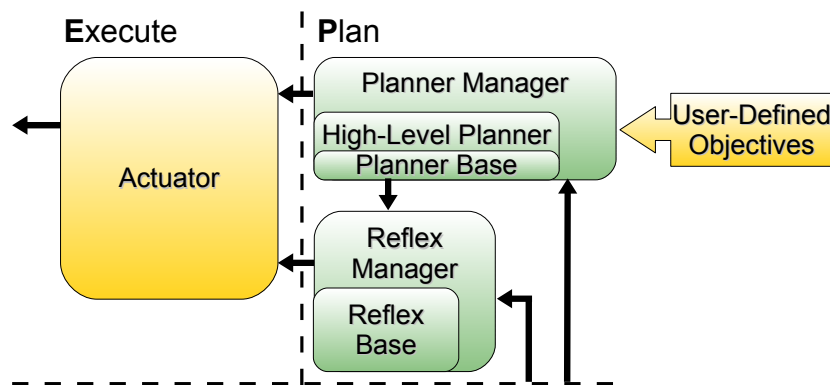 Execute
Plan
Planner Manager
High-Level Planner
Planner Base
User-Defined
Objectives
Actuator
Reflex
Manager
Reflex
Base